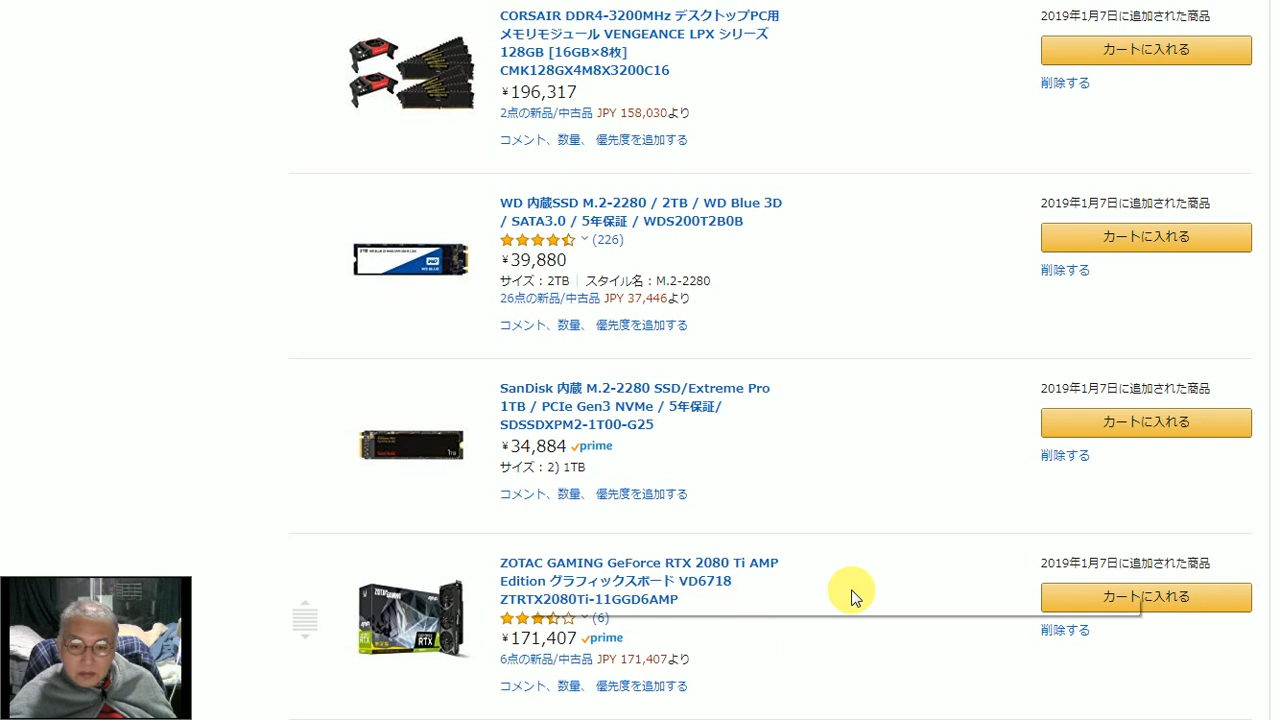 CORSAIR DDR4-3200MHz デスクトップPC用
メモリモジュール VENGEANCE LPX シリーズ
128GB [16GB×8枚]
CMK128GX4M8X3200C16
¥196,317
2点の新品/中古品 JPY 158,030より
コメント、数量、 優先度を追加する
2019年1月7日に追加された商品
カートに入れる
削除する
WD 内蔵SSD M.2-2280 / 2TB / WD Blue 3D
/ SATA3.0 / 5年保証 / WDS200T2B0B
(226)
¥39,880
サイズ : 2TB | スタイル名 : M.2-2280
26点の新品/中古品 JPY 37,446より
コメント、数量、 優先度を追加する
2019年1月7日に追加された商品
カートに入れる
削除する
SanDisk 内蔵 M.2-2280 SSD/Extreme Pro
1TB / PCIe Gen3 NVMe / 5年保証/
SDSSDXPM2-1T00-G25
¥34,884 prime
サイズ : 2) 1TB
コメント、数量、 優先度を追加する
2019年1月7日に追加された商品
カートに入れる
削除する
ZOTAC GAMING GeForce RTX 2080 Ti AMP
Edition グラフィックスボード VD6718
ZTRTX2080Ti-11GGD6AMP
(6)
¥171,407 prime
6点の新品/中古品 JPY 171,407より
コメント、数量、 優先度を追加する
2019年1月7日に追加された商品
カートに入れる
削除する